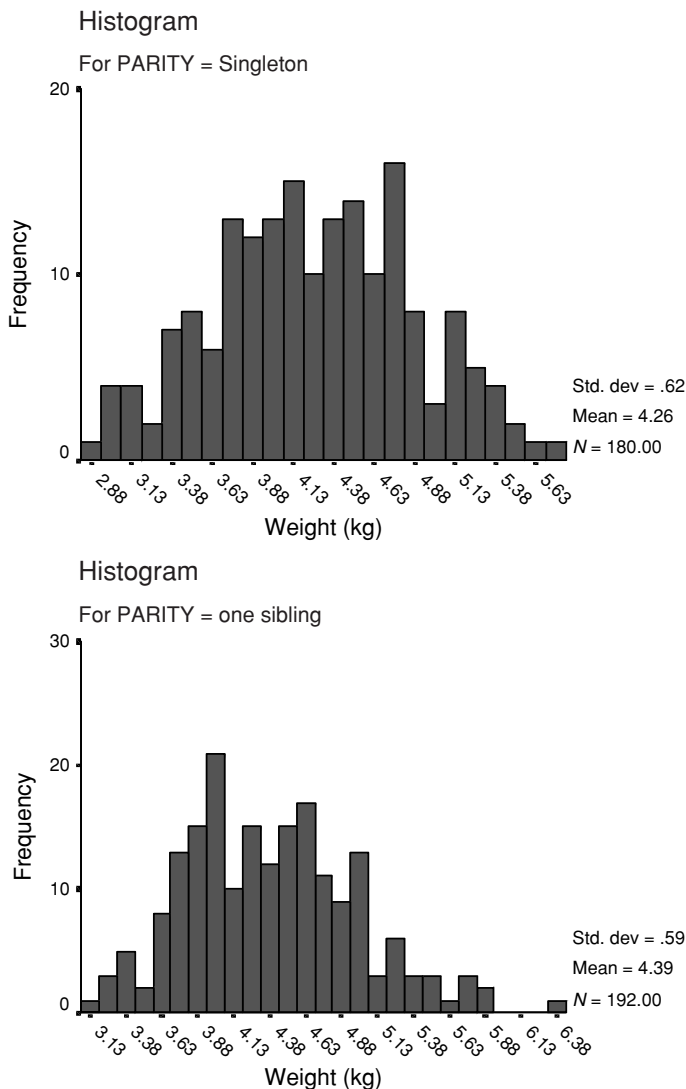 Histogram
For PARITY = Singleton
20
10
0
Frequency
2.88 3.13 3.38 3.63 3.88 4.13 4.38 4.63 4.88 5.13 5.38 5.63
Weight (kg)
Std. dev = .62
Mean = 4.26
N = 180.00
Histogram
For PARITY = one sibling
30
20
10
0
Frequency
3.13 3.38 3.63 3.88 4.13 4.38 4.63 4.88 5.13 5.38 5.63 5.88 6.13 6.38
Weight (kg)
Std. dev = .59
Mean = 4.39
N = 192.00